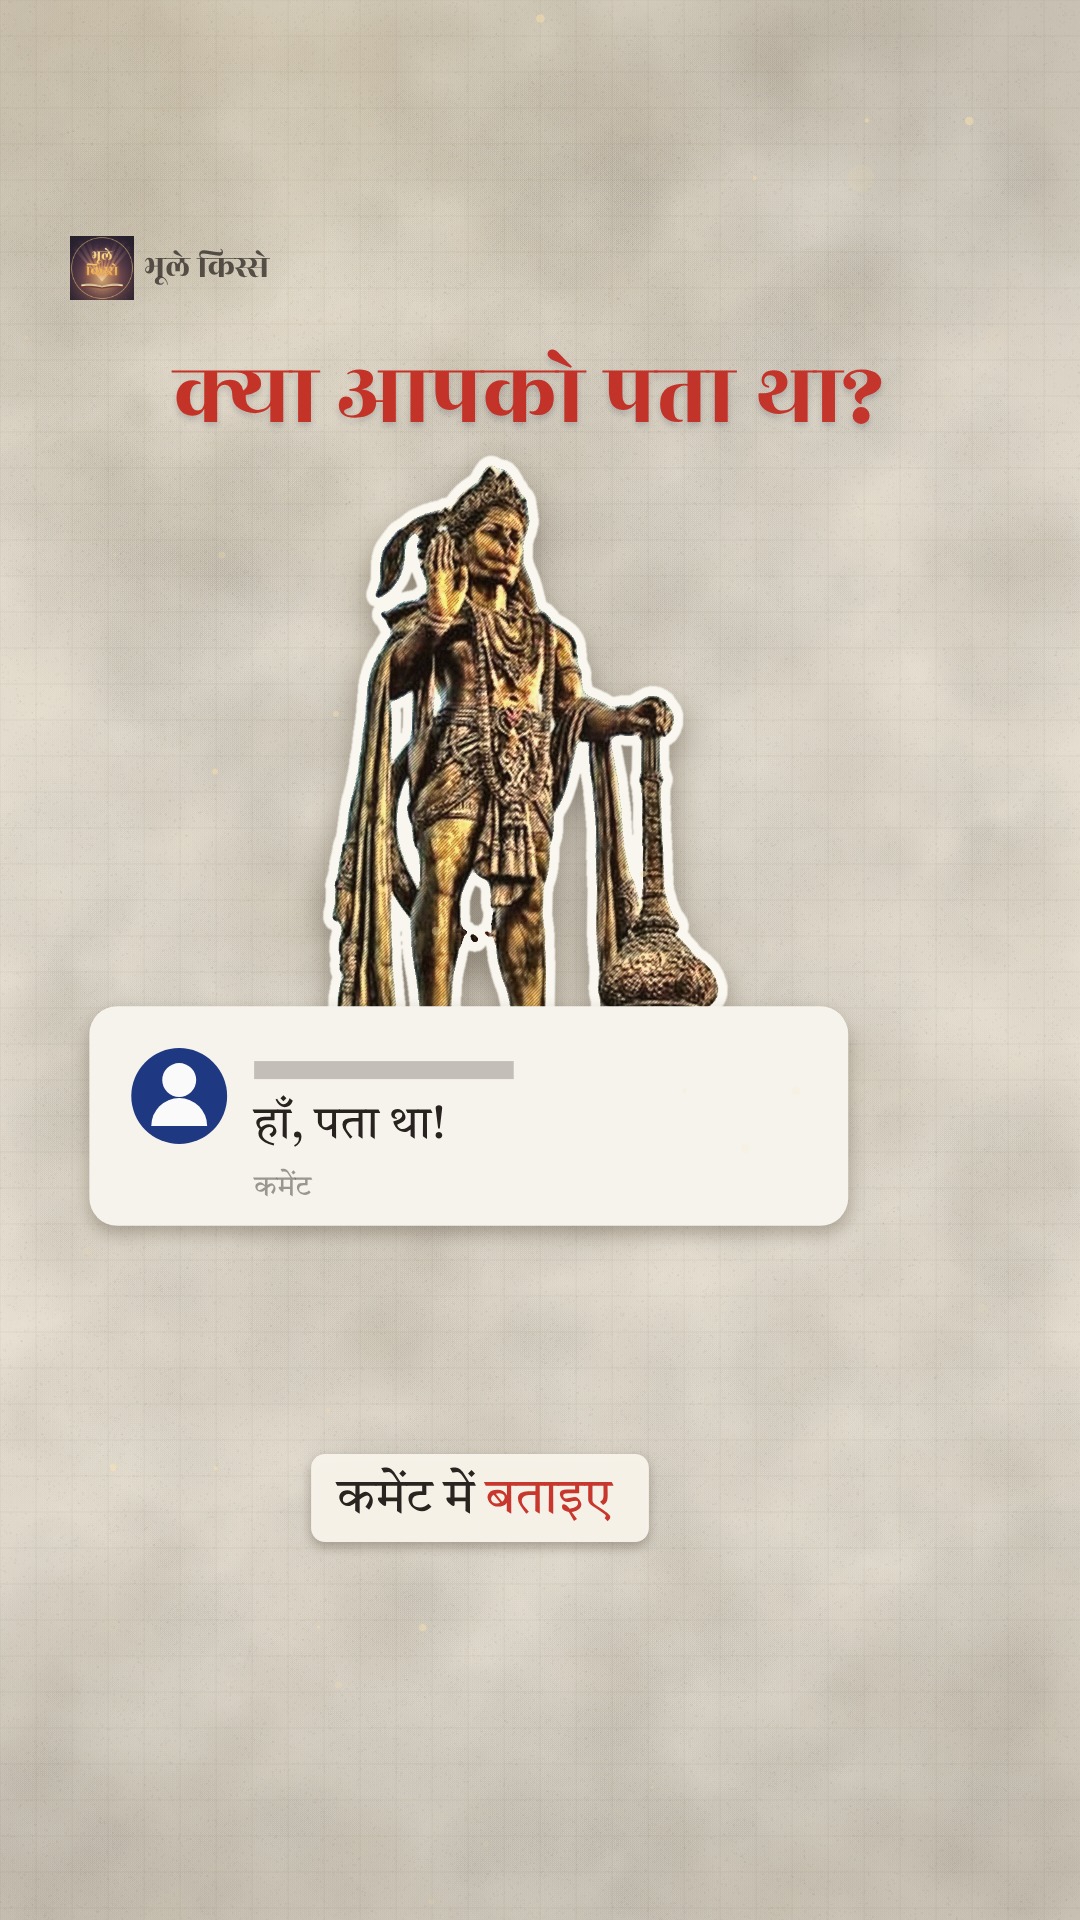 भूले
किस्से
भूले किस्से
क्या आपको पता था?
हाँ, पता था!
कमेंट
कमेंट में बताइए